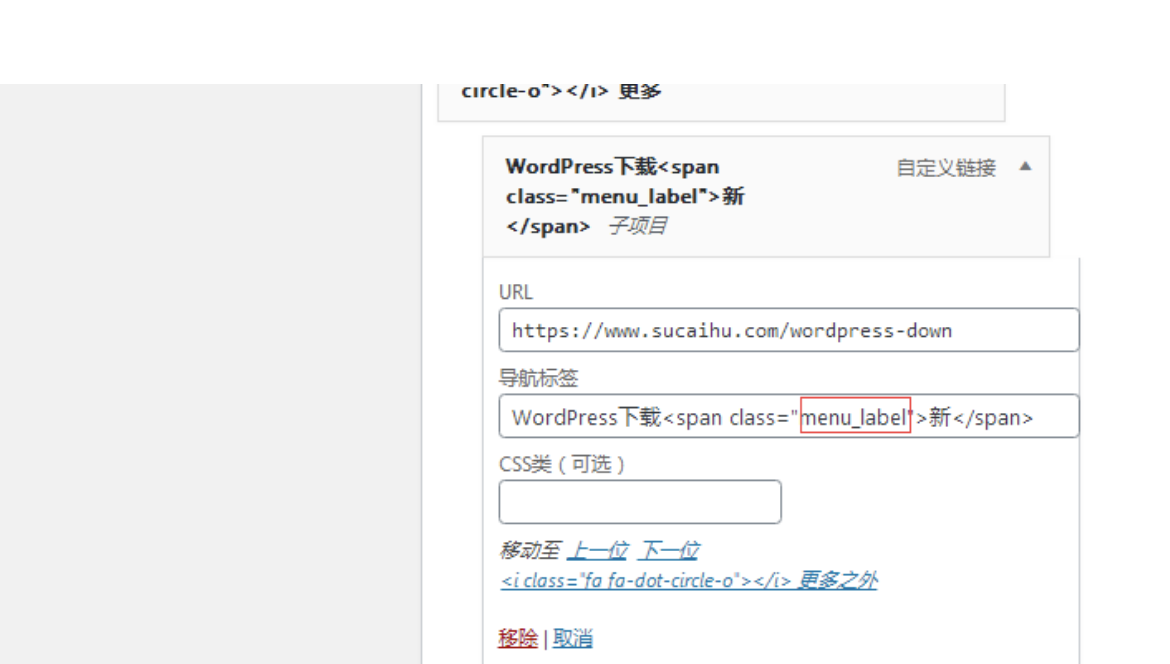 circle-o"></i> 更多
WordPress下载<span 自定义链接
class="menu_label">新
</span> 子项目
URL
https://www.sucaihu.com/wordpress-down
导航标签
WordPress下载<span class="menu_label">新</span>
CSS类（可选）
移动至 上一位 下一位
<i class="fa fa-dot-circle-o"></i> 更多之外
移除 | 取消